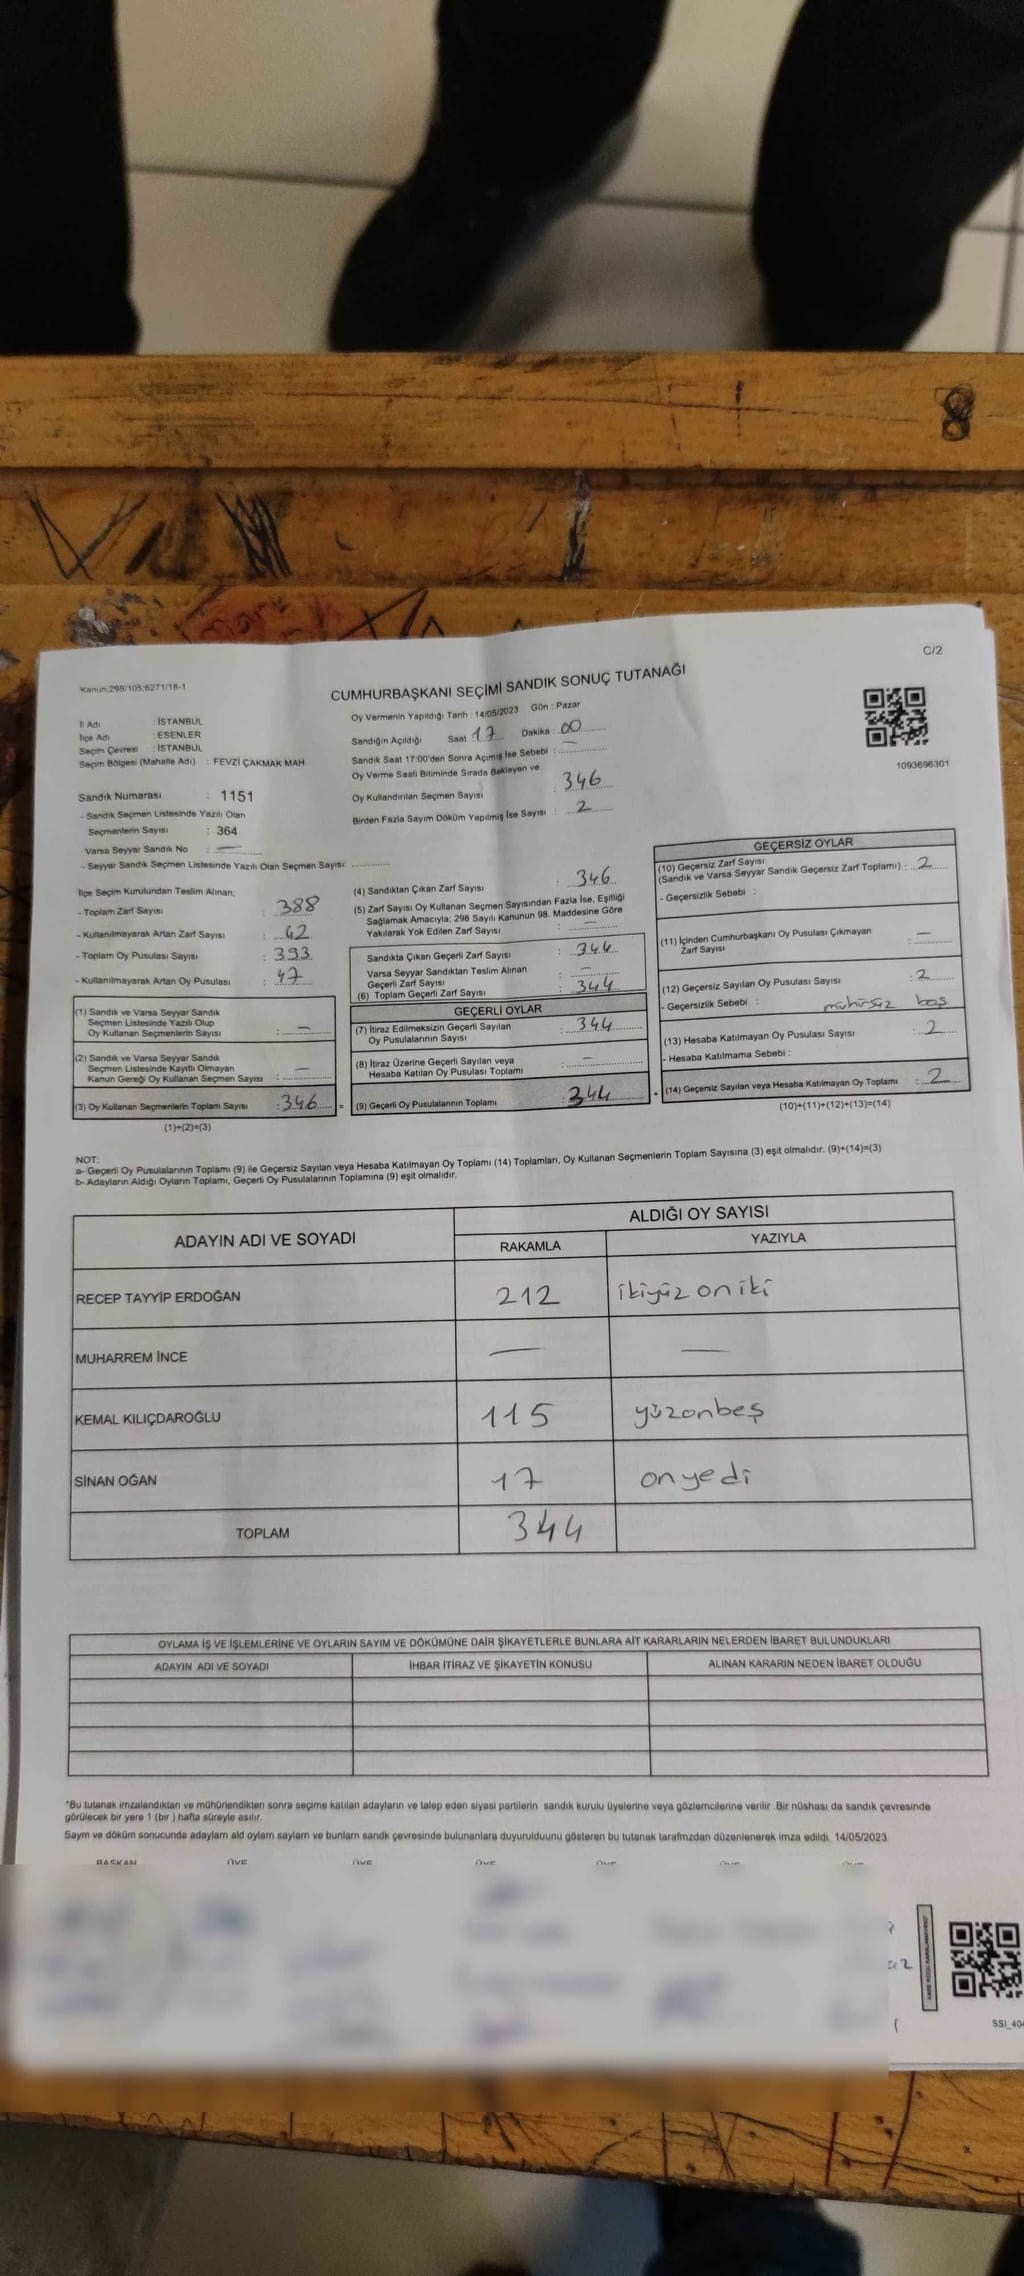 8
C/2
Kanun:298/105;6271/18-1
CUMHURBAŞKANI SEÇİMİ SANDIK SONUÇ TUTANAĞI
İl Adı : İSTANBUL
İlçe Adı : ESENLER
Seçim Çevresi : İSTANBUL
Seçim Bölgesi (Mahalle Adı) : FEVZİ ÇAKMAK MAH.
Oy Vermenin Yapıldığı Tarih : 14/05/2023 Gün : Pazar
Sandığın Açıldığı Saat 17 Dakika : 00
Sandık Saat 17:00'den Sonra Açımış İse Sebebi : —
Oy Verme Saati Bitiminde Sırada Bekleyen ve
Oy Kullandırılan Seçmen Sayısı : 346
Birden Fazla Sayım Döküm Yapılmış İse Sayısı : 2
1093696301
Sandık Numarası : 1151
- Sandık Seçmen Listesinde Yazılı Olan
Seçmenlerin Sayısı : 364
Varsa Seyyar Sandık No : —
- Seyyar Sandık Seçmen Listesinde Yazılı Olan Seçmen Sayısı: ............
İlçe Seçim Kurulundan Teslim Alınan;
- Toplam Zarf Sayısı : 388
- Kullanılmayarak Artan Zarf Sayısı : 42
- Toplam Oy Pusulası Sayısı : 393
- Kullanılmayarak Artan Oy Pusulası : 47
(1) Sandık ve Varsa Seyyar Sandık
Seçmen Listesinde Yazılı Olup
Oy Kullanan Seçmenlerin Sayısı : —
(2) Sandık ve Varsa Seyyar Sandık
Seçmen Listesinde Kayıtlı Olmayan
Kanun Gereği Oy Kullanan Seçmen Sayısı : —
(3) Oy Kullanan Seçmenlerin Toplam Sayısı : 346 =
(1)+(2)=(3)
(4) Sandıktan Çıkan Zarf Sayısı : 346
(5) Zarf Sayısı Oy Kullanan Seçmen Sayısından Fazla İse, Eşitliği
Sağlamak Amacıyla; 298 Sayılı Kanunun 98. Maddesine Göre
Yakılarak Yok Edilen Zarf Sayısı : —
Sandıkta Çıkan Geçerli Zarf Sayısı : 344
Varsa Seyyar Sandıktan Teslim Alınan
Geçerli Zarf Sayısı : —
(6) Toplam Geçerli Zarf Sayısı : 344
GEÇERLİ OYLAR
(7) İtiraz Edilmeksizin Geçerli Sayılan
Oy Pusulalarının Sayısı : 344
(8) İtiraz Üzerine Geçerli Sayılan veya
Hesaba Katılan Oy Pusulası Toplamı : —
(9) Geçerli Oy Pusulalarının Toplamı : 344 +
GEÇERSİZ OYLAR
(10) Geçersiz Zarf Sayısı
(Sandık ve Varsa Seyyar Sandık Geçersiz Zarf Toplamı) : 2
- Geçersizlik Sebebi :
(11) İçinden Cumhurbaşkanı Oy Pusulası Çıkmayan
Zarf Sayısı : —
(12) Geçersiz Sayılan Oy Pusulası Sayısı : 2
- Geçersizlik Sebebi : mühürsüz boş
(13) Hesaba Katılmayan Oy Pusulası Sayısı : 2
- Hesaba Katılmama Sebebi :
(14) Geçersiz Sayılan veya Hesaba Katılmayan Oy Toplamı : 2
(10)+(11)+(12)+(13)=(14)
NOT:
a- Geçerli Oy Pusulalarının Toplamı (9) ile Geçersiz Sayılan veya Hesaba Katılmayan Oy Toplamı (14) Toplamları, Oy Kullanan Seçmenlerin Toplam Sayısına (3) eşit olmalıdır. (9)+(14)=(3)
b- Adayların Aldığı Oyların Toplamı, Geçerli Oy Pusulalarının Toplamına (9) eşit olmalıdır.
ADAYIN ADI VE SOYADI ALDIĞI OY SAYISI
RAKAMLA YAZIYLA
RECEP TAYYİP ERDOĞAN 212 ikiyüz on iki
MUHARREM İNCE — —
KEMAL KILIÇDAROĞLU 115 yüzonbeş
SİNAN OĞAN 17 onyedi
TOPLAM 344
OYLAMA İŞ VE İŞLEMLERİNE VE OYLARIN SAYIM VE DÖKÜMÜNE DAİR ŞİKAYETLERLE BUNLARA AİT KARARLARIN NELERDEN İBARET BULUNDUKLARI
ADAYIN ADI VE SOYADI İHBAR İTİRAZ VE ŞİKAYETİN KONUSU ALINAN KARARIN NEDEN İBARET OLDUĞU
*Bu tutanak imzalandıktan ve mühürlendikten sonra seçime katılan adayların ve talep eden siyasi partilerin sandık kurulu üyelerine veya gözlemcilerine verilir .Bir nüshası da sandık çevresinde
görülecek bir yere 1 (bir ) hafta süreyle asılır.
Sayım ve döküm sonucunda adayların ald oyların sayıların ve bunların sandk çevresinde bulunanlara duyurulduunu gösteren bu tutanak tarafmzdan düzenlenerek imza edildi. 14/05/2023
BAŞKAN ÜYE ÜYE ÜYE ÜYE ÜYE ÜYE